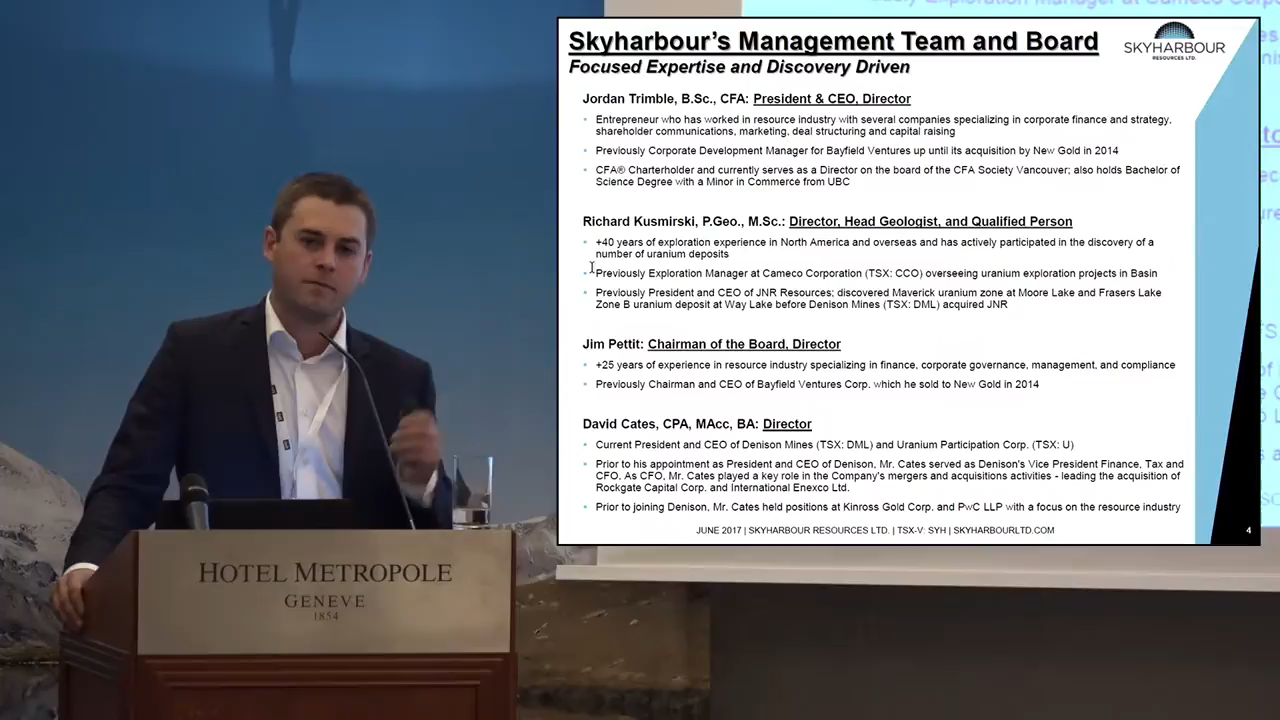 Skyharbour's Management Team and Board
SKYHARBOUR
RESOURCES LTD.
Focused Expertise and Discovery Driven
Jordan Trimble, B.Sc., CFA: President & CEO, Director
Entrepreneur who has worked in resource industry with several companies specializing in corporate finance and strategy,
shareholder communications, marketing, deal structuring and capital raising
Previously Corporate Development Manager for Bayfield Ventures up until its acquisition by New Gold in 2014
CFA® Charterholder and currently serves as a Director on the board of the CFA Society Vancouver; also holds Bachelor of
Science Degree with a Minor in Commerce from UBC
Richard Kusmirski, P.Geo., M.Sc.: Director, Head Geologist, and Qualified Person
+40 years of exploration experience in North America and overseas and has actively participated in the discovery of a
number of uranium deposits
Previously Exploration Manager at Cameco Corporation (TSX: CCO) overseeing uranium exploration projects in Basin
Previously President and CEO of JNR Resources; discovered Maverick uranium zone at Moore Lake and Frasers Lake
Zone B uranium deposit at Way Lake before Denison Mines (TSX: DML) acquired JNR
Jim Pettit: Chairman of the Board, Director
+25 years of experience in resource industry specializing in finance, corporate governance, management, and compliance
Previously Chairman and CEO of Bayfield Ventures Corp. which he sold to New Gold in 2014
David Cates, CPA, MAcc, BA: Director
Current President and CEO of Denison Mines (TSX: DML) and Uranium Participation Corp. (TSX: U)
Prior to his appointment as President and CEO of Denison, Mr. Cates served as Denison's Vice President Finance, Tax and
CFO. As CFO, Mr. Cates played a key role in the Company's mergers and acquisitions activities - leading the acquisition of
Rockgate Capital Corp. and International Enexco Ltd.
Prior to joining Denison, Mr. Cates held positions at Kinross Gold Corp. and PwC LLP with a focus on the resource industry
JUNE 2017 | SKYHARBOUR RESOURCES LTD. | TSX-V: SYH | SKYHARBOURLTD.COM
4
HOTEL METROPOLE
GENEVE
1854
Exploration Manager at Cameco Corp